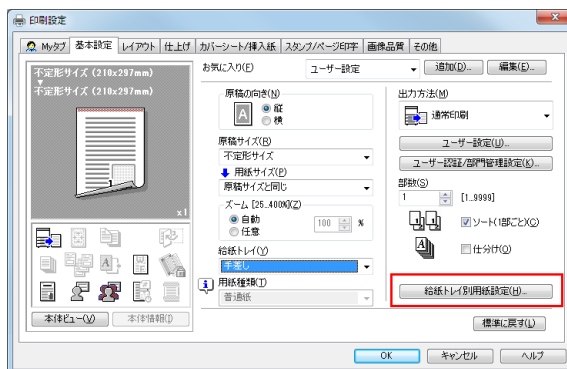 印刷設定
Myタブ 基本設定 レイアウト 仕上げ カバーシート/挿入紙 スタンプ/ページ印字 画像品質 その他
不定形サイズ (210x297mm)
不定形サイズ (210x297mm)
1
x1
本体ビュー(V) 本体情報(I)
お気に入り(F) ユーザー設定 追加(D)... 編集(E)...
原稿の向き(N)
A
縦
横
原稿サイズ(R)
不定形サイズ
用紙サイズ(P)
原稿サイズと同じ
ズーム [25..400%](Z)
自動
任意
100 %
給紙トレイ(Y)
手差し
用紙種類(T)
普通紙
出力方法(M)
通常印刷
ユーザー設定(U)...
ユーザー認証/部門管理設定(K)...
部数(S)
1 [1..9999]
ソート(1部ごと)(C)
仕分け(O)
給紙トレイ別用紙設定(H)...
標準に戻す(L)
OK キャンセル ヘルプ